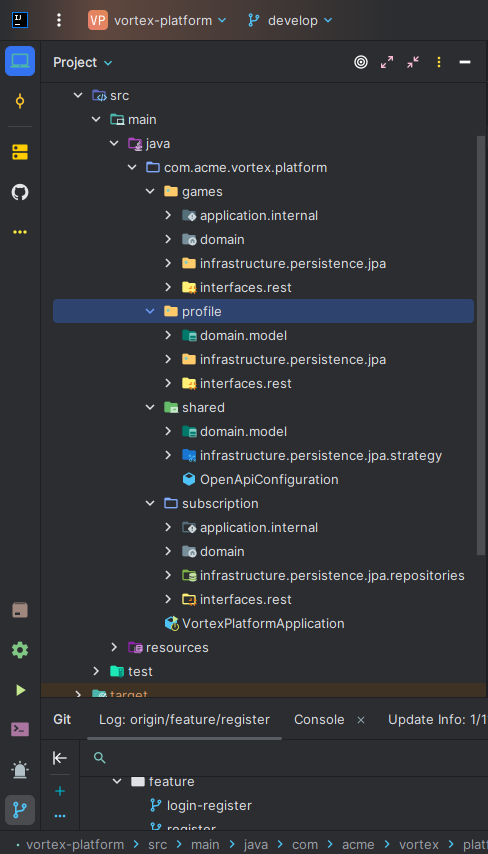 VP vortex-platform develop
Project
src
main
java
com.acme.vortex.platform
games
application.internal
domain
infrastructure.persistence.jpa
interfaces.rest
profile
domain.model
infrastructure.persistence.jpa
interfaces.rest
shared
domain.model
infrastructure.persistence.jpa.strategy
OpenApiConfiguration
subscription
application.internal
domain
infrastructure.persistence.jpa.repositories
interfaces.rest
VortexPlatformApplication
resources
test
target
Git Log: origin/feature/register Console Update Info: 1/1
feature
login-register
register
vortex-platform src main java com acme vortex platf